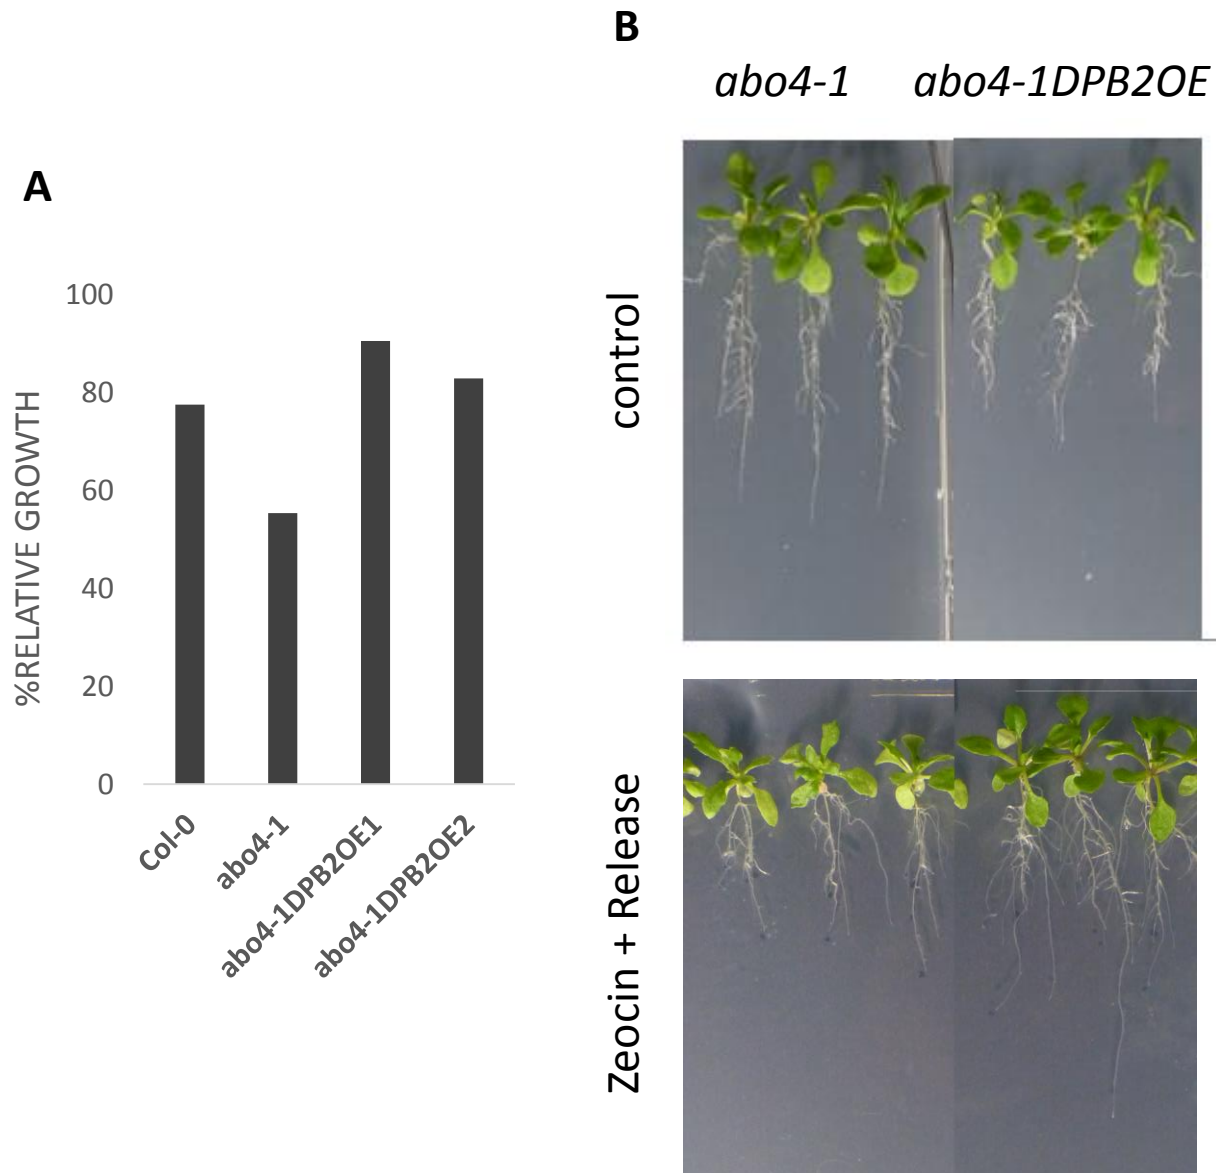 B
abo4-1
abo4-1DPB2OE
A
100
80
60
40
20
0
%RELATIVE GROWTH
Col-0
abo4-1
abo4-1DPB2OE1
abo4-1DPB2OE2
control
Zeocin + Release